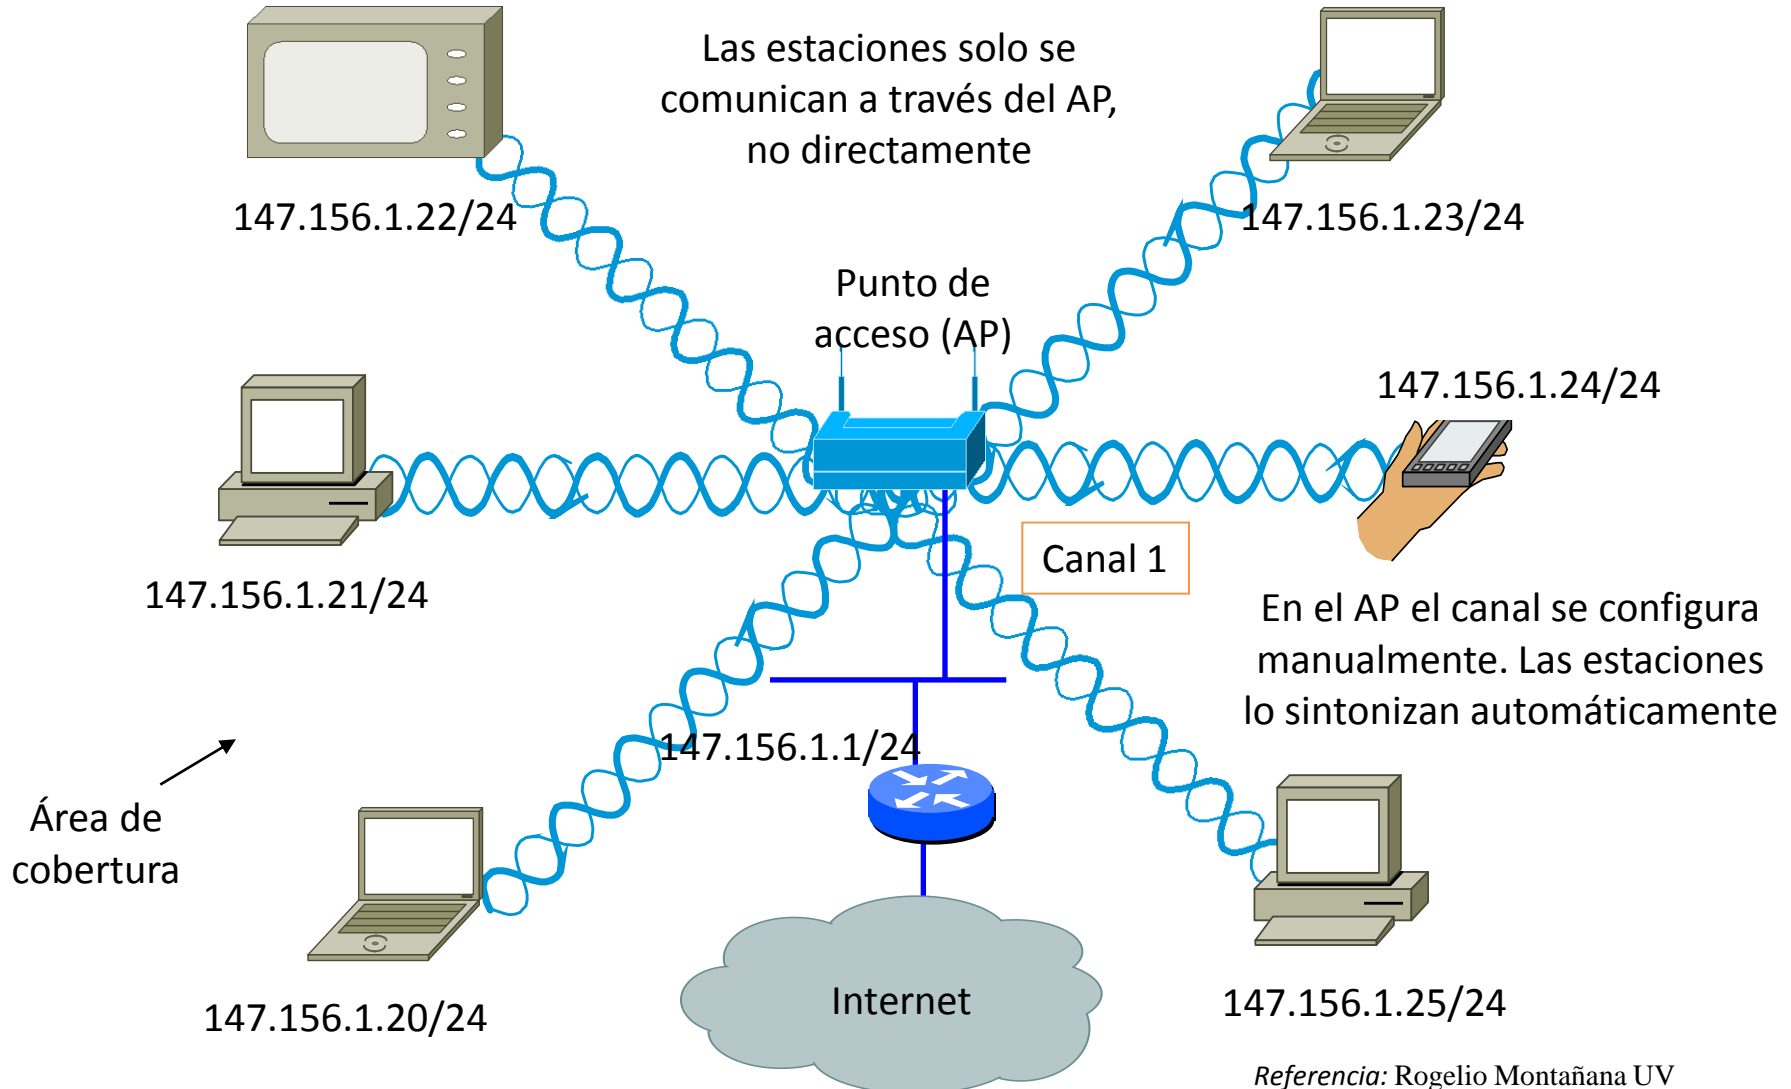 Las estaciones solo se
comunican a través del AP,
no directamente
147.156.1.22/24
147.156.1.23/24
Punto de
acceso (AP)
147.156.1.24/24
Canal 1
147.156.1.21/24
En el AP el canal se configura
manualmente. Las estaciones
lo sintonizan automáticamente
147.156.1.1/24
Área de
cobertura
Internet
147.156.1.20/24
147.156.1.25/24
Referencia: Rogelio Montañana UV